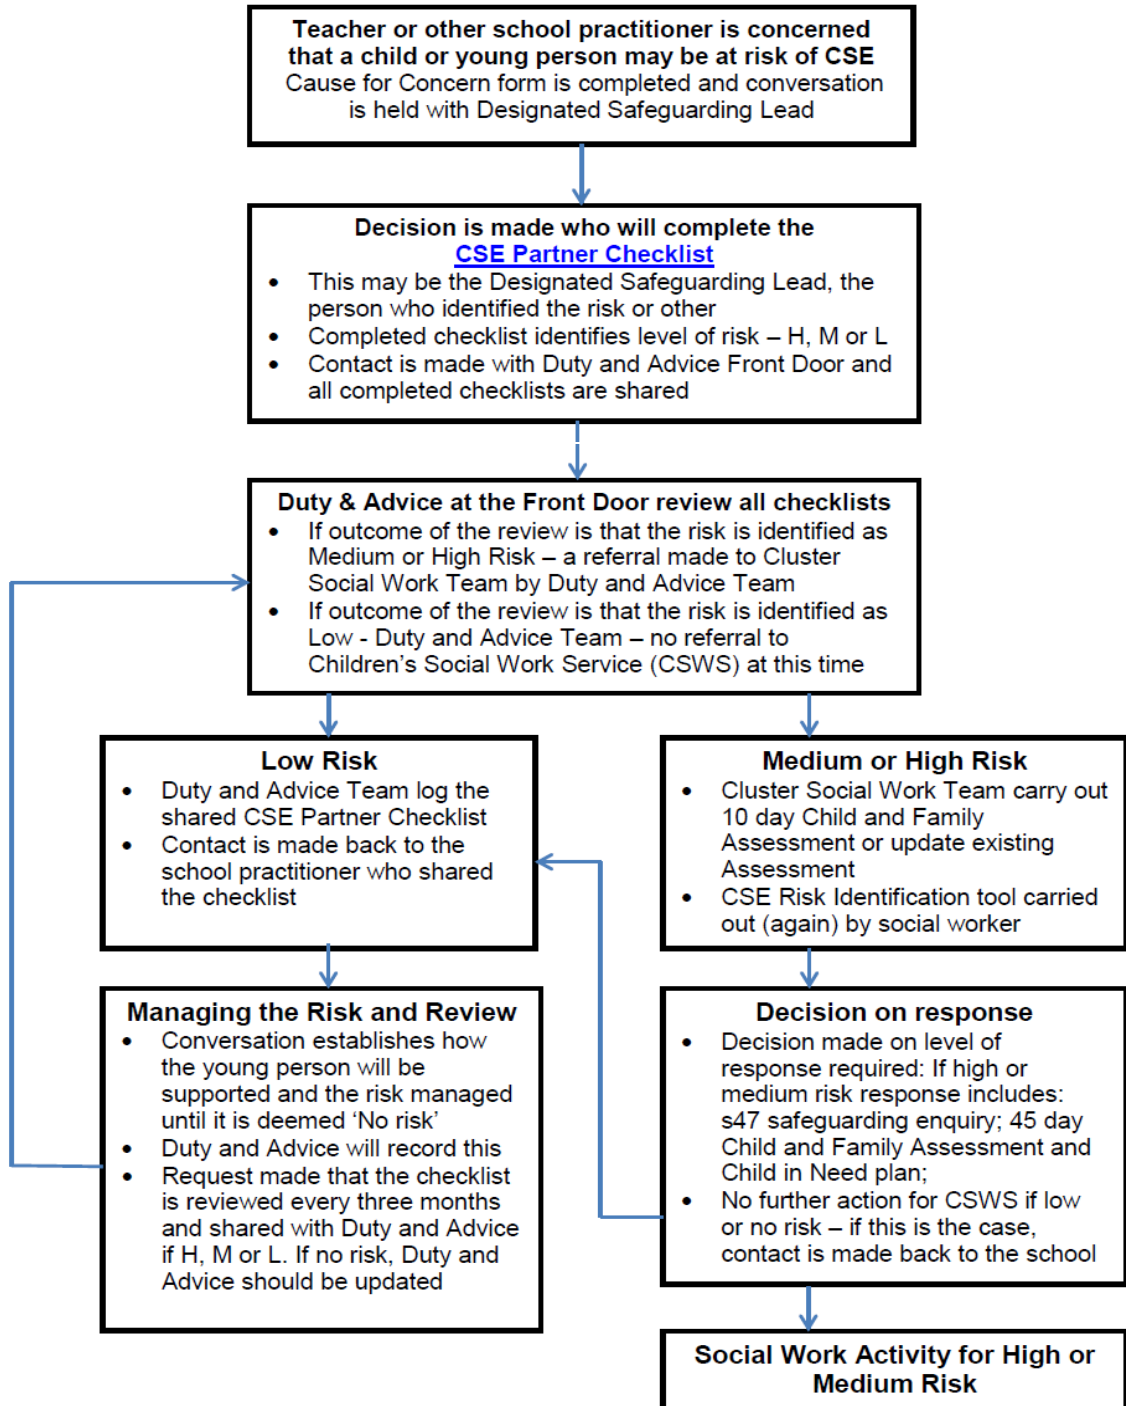 Teacher or other school practitioner is concerned
that a child or young person may be at risk of CSE
Cause for Concern form is completed and conversation
is held with Designated Safeguarding Lead
Decision is made who will complete the
CSE Partner Checklist
• This may be the Designated Safeguarding Lead, the
person who identified the risk or other
• Completed checklist identifies level of risk – H, M or L
• Contact is made with Duty and Advice Front Door and
all completed checklists are shared
Duty & Advice at the Front Door review all checklists
• If outcome of the review is that the risk is identified as
Medium or High Risk – a referral made to Cluster
Social Work Team by Duty and Advice Team
• If outcome of the review is that the risk is identified as
Low - Duty and Advice Team – no referral to
Children's Social Work Service (CSWS) at this time
Low Risk
• Duty and Advice Team log the
shared CSE Partner Checklist
• Contact is made back to the
school practitioner who shared
the checklist
Medium or High Risk
• Cluster Social Work Team carry out
10 day Child and Family
Assessment or update existing
Assessment
• CSE Risk Identification tool carried
out (again) by social worker
Managing the Risk and Review
• Conversation establishes how
the young person will be
supported and the risk managed
until it is deemed 'No risk'
• Duty and Advice will record this
• Request made that the checklist
is reviewed every three months
and shared with Duty and Advice
if H, M or L. If no risk, Duty and
Advice should be updated
Decision on response
• Decision made on level of
response required: If high or
medium risk response includes:
s47 safeguarding enquiry; 45 day
Child and Family Assessment and
Child in Need plan;
• No further action for CSWS if low
or no risk – if this is the case,
contact is made back to the school
Social Work Activity for High or
Medium Risk